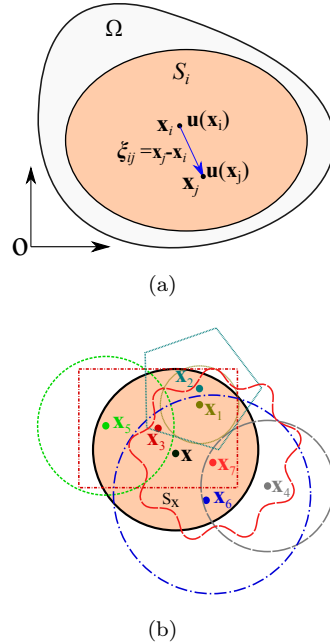 Ω
S_i
x_i u(x_i)
ξ_ij =x_j-x_i
u(x_j)
x_j
O
(a)
x_2
x_1
x_5
x_3
x
x_7
x_4
x_6
S_x
(b)